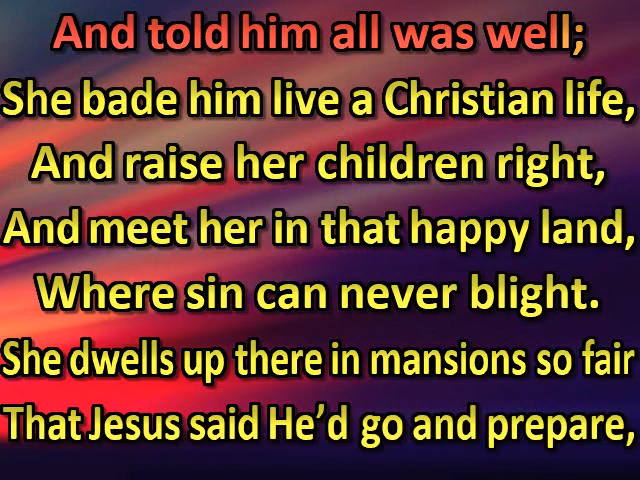 And told him all was well;
She bade him live a Christian life,
And raise her children right,
And meet her in that happy land,
Where sin can never blight.
She dwells up there in mansions so fair
That Jesus said He’d go and prepare,